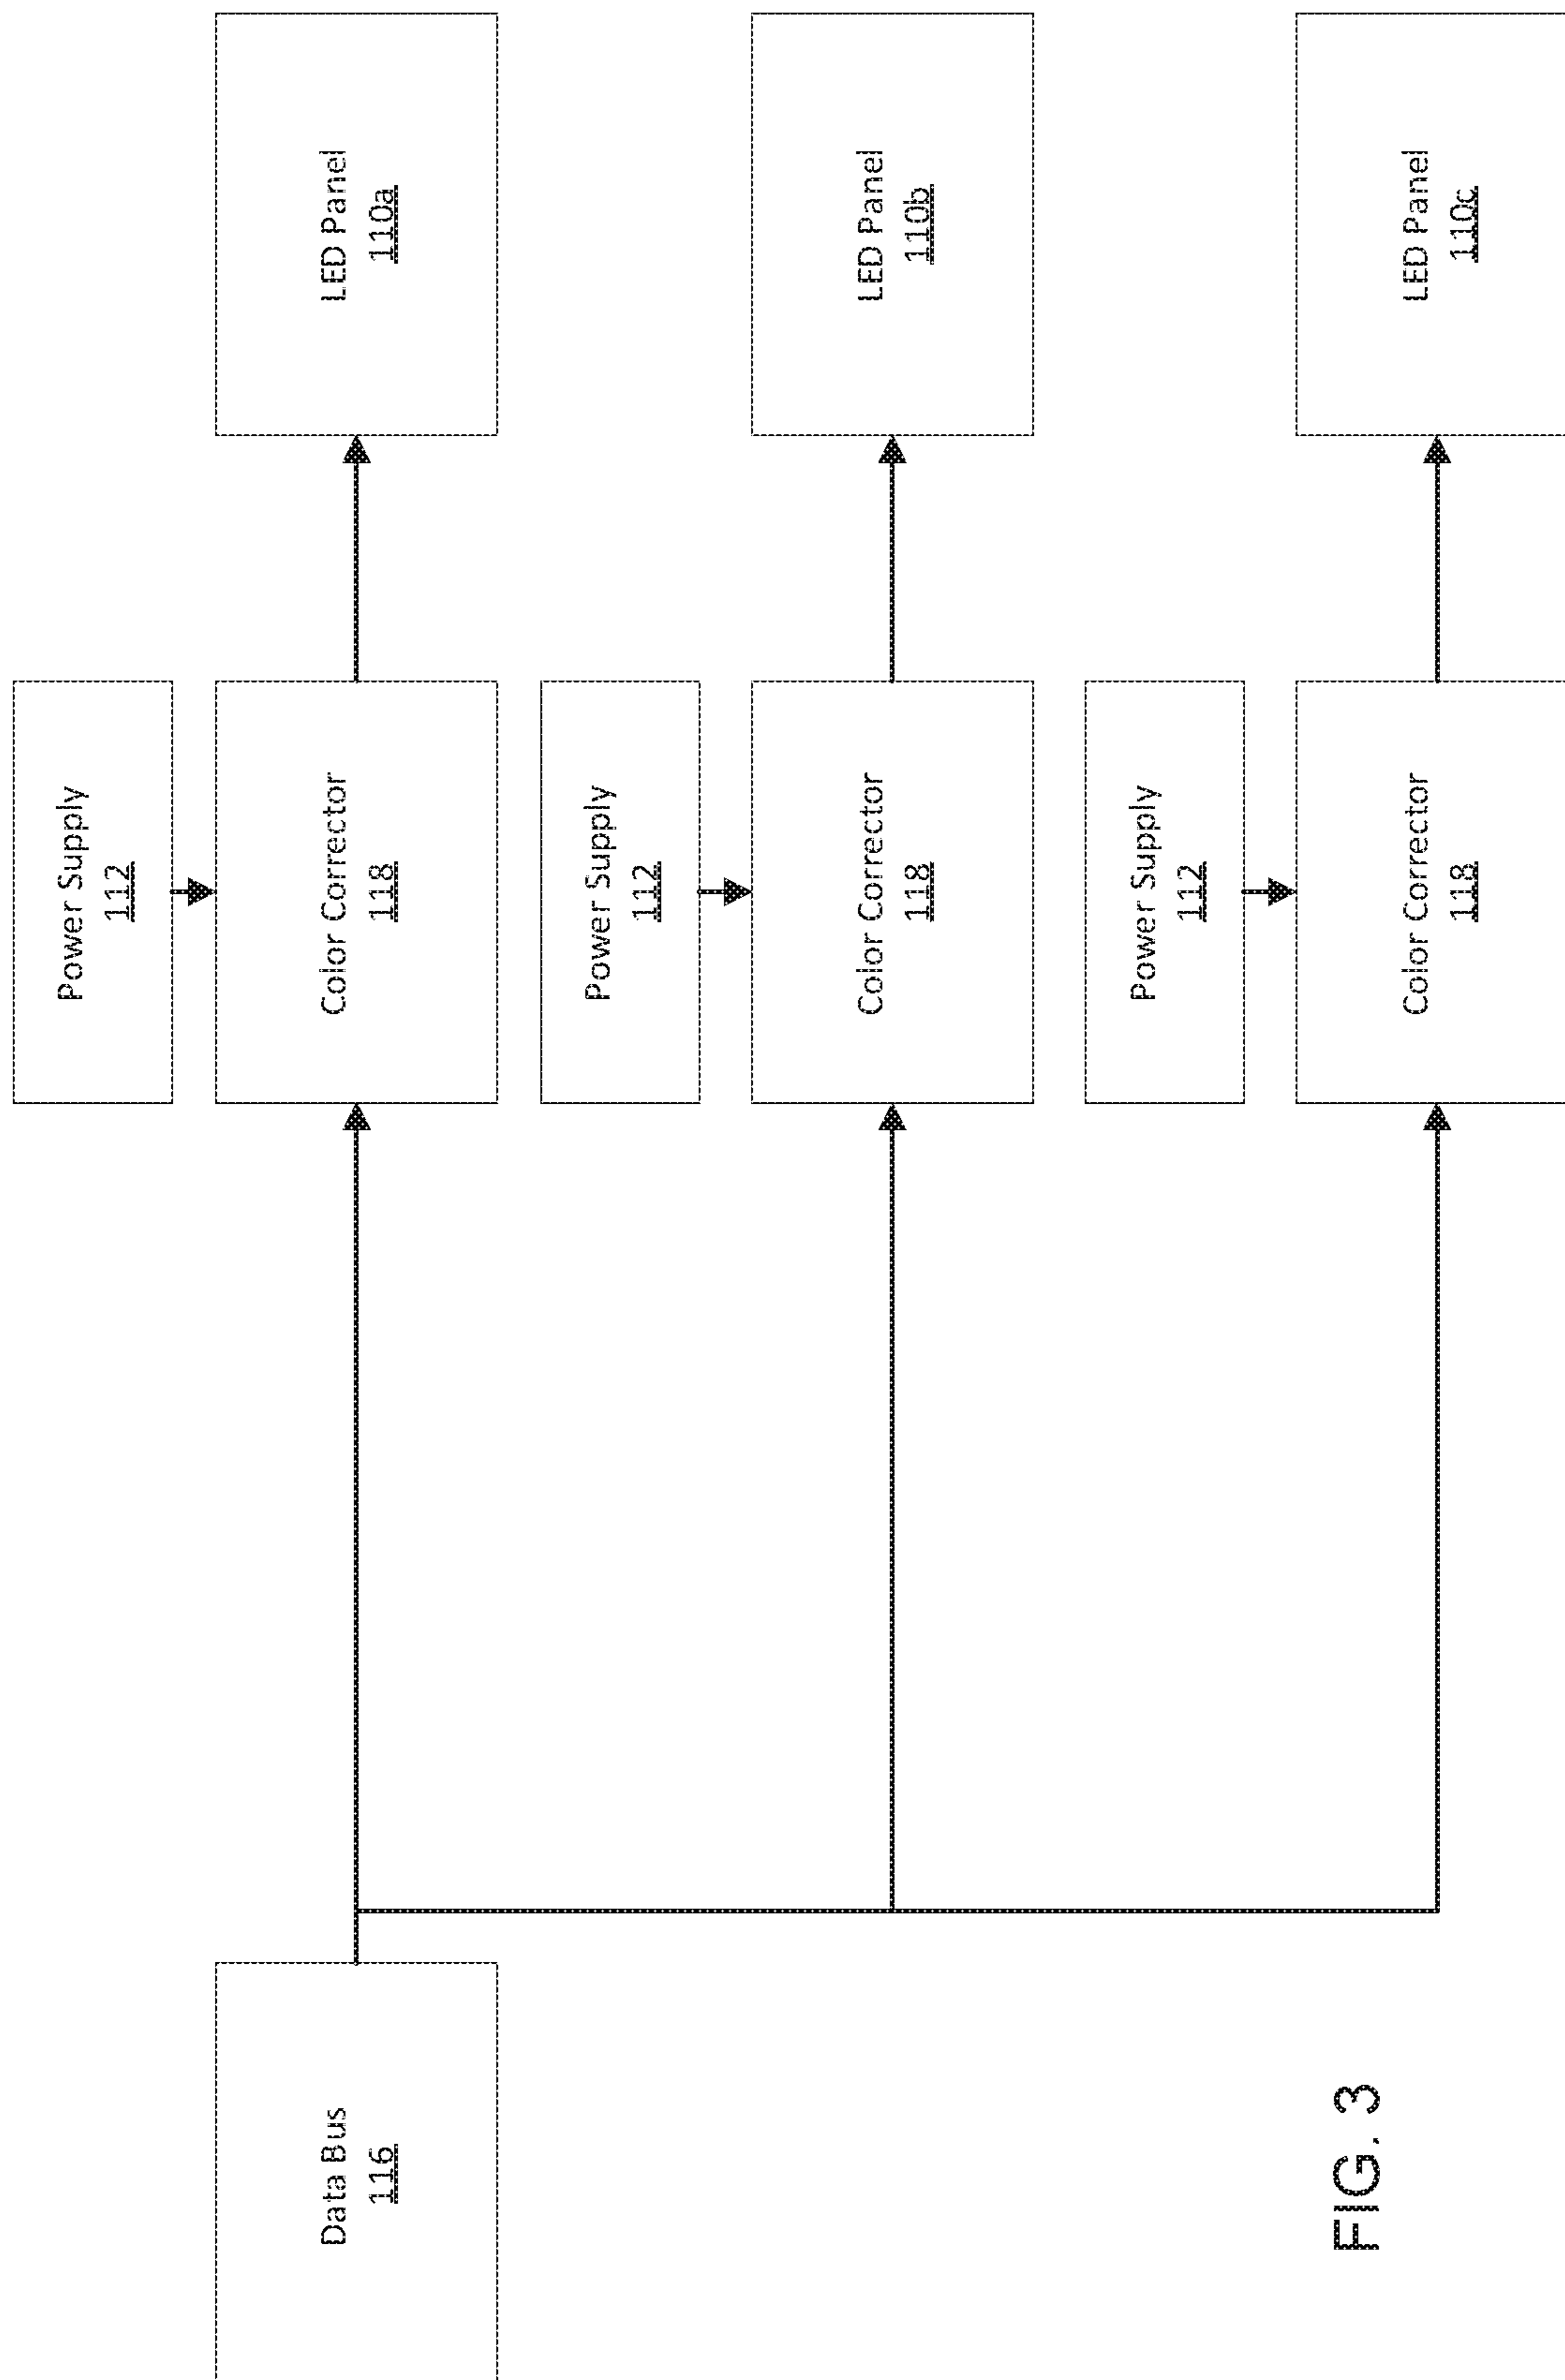 Power Supply
112
Power Supply
112
Power Supply
112
Data Bus
116
Color Corrector
118
LED Panel
110a
Color Corrector
118
LED Panel
110b
Color Corrector
118
LED Panel
110c
FIG. 3